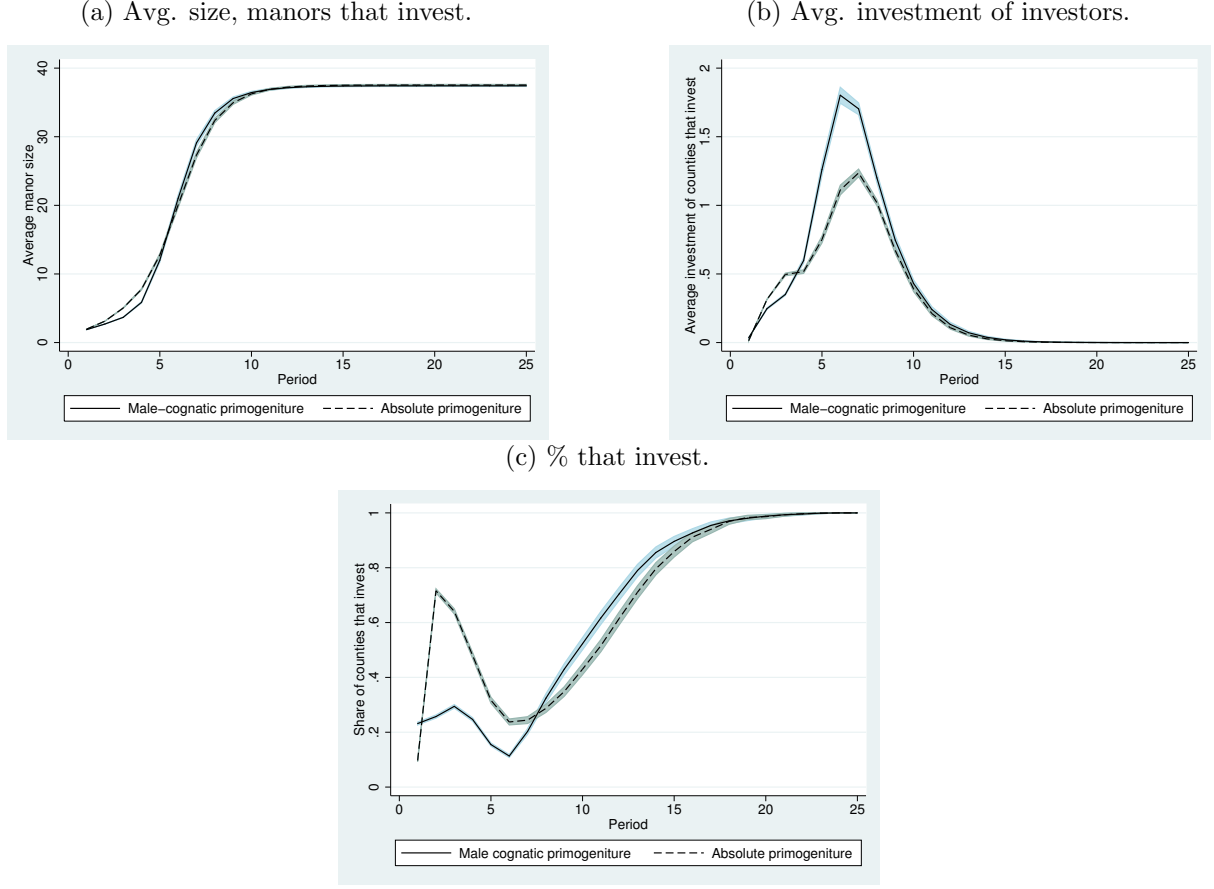 (a) Avg. size, manors that invest.
(b) Avg. investment of investors.
Average manor size
0
10
20
30
40
0
5
10
15
20
25
Period
Male−cognatic primogeniture
Absolute primogeniture
Average investment of counties that invest
0
.5
1
1.5
2
0
5
10
15
20
25
Period
Male−cognatic primogeniture
Absolute primogeniture
(c) % that invest.
Share of counties that invest
0
.2
.4
.6
.8
1
0
5
10
15
20
25
Period
Male cognatic primogeniture
Absolute primogeniture